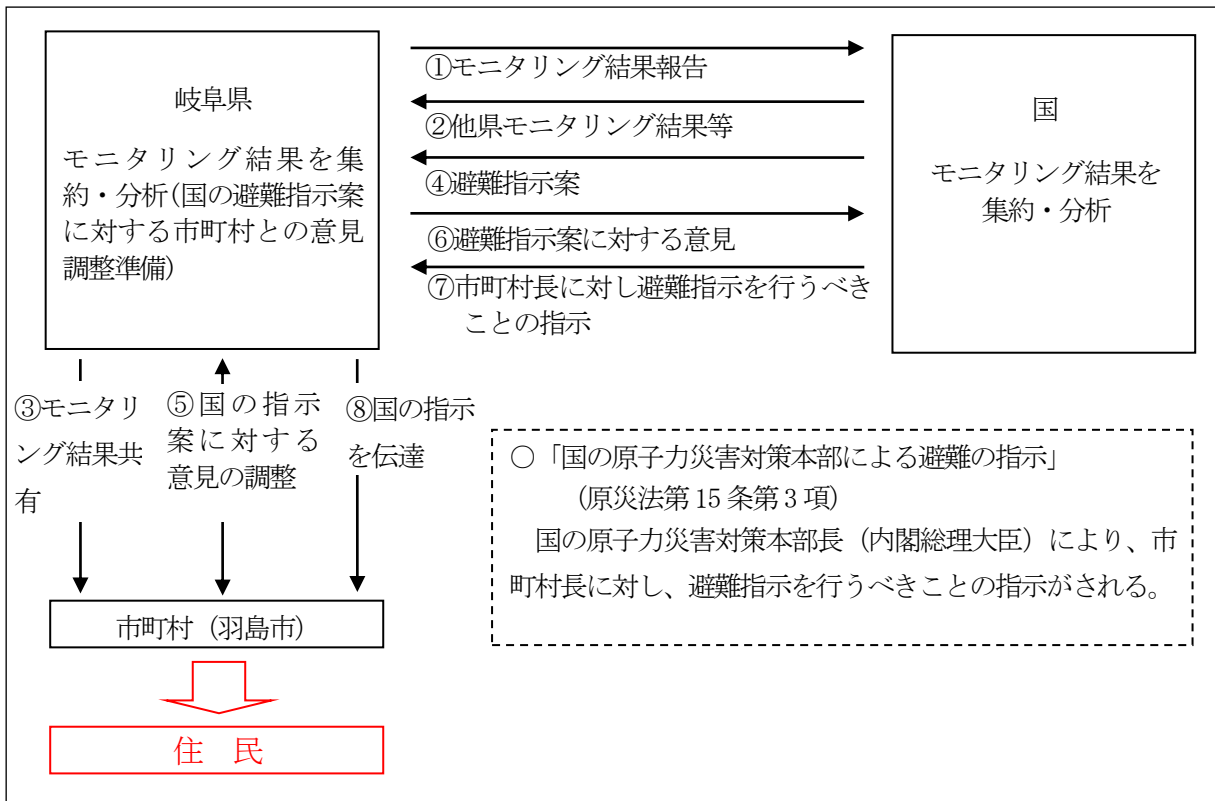 岐阜県
モニタリング結果を集
約・分析(国の避難指示案
に対する市町村との意見
調整準備)
①モニタリング結果報告
②他県モニタリング結果等
④避難指示案
⑥避難指示案に対する意見
⑦市町村長に対し避難指示を行うべき
ことの指示
国
モニタリング結果を
集約・分析
③モニタリ
ング結果共
有
⑤国の指示
案に対する
意見の調整
⑧国の指示
を伝達
○「国の原子力災害対策本部による避難の指示」
(原災法第15条第3項)
国の原子力災害対策本部長(内閣総理大臣)により、市
町村長に対し、避難指示を行うべきことの指示がされる。
市町村(羽島市)
住 民